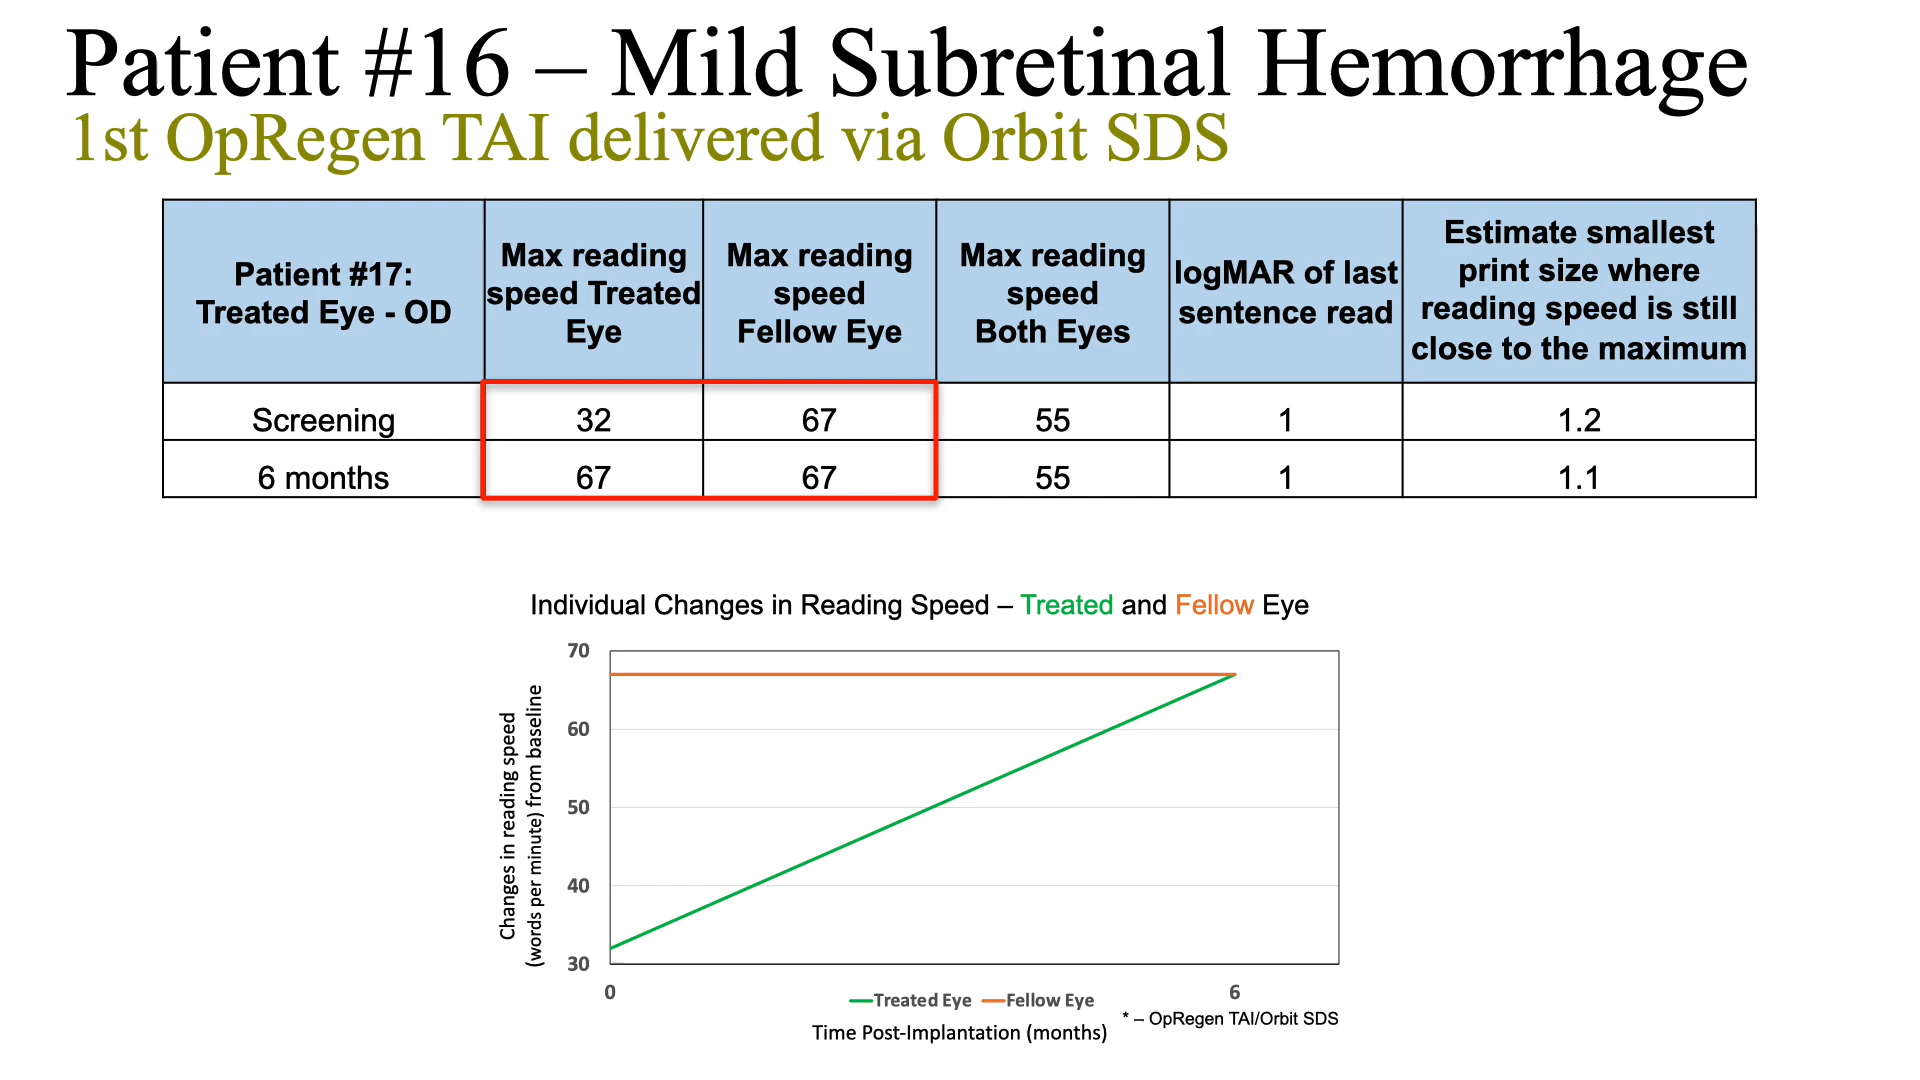 Patient #16 – Mild Subretinal Hemorrhage
1st OpRegen TAI delivered via Orbit SDS
Patient #17:
Treated Eye - OD
Max reading
speed Treated
Eye
Max reading
speed
Fellow Eye
Max reading
speed
Both Eyes
logMAR of last
sentence read
Estimate smallest
print size where
reading speed is still
close to the maximum
Screening
32
67
55
1
1.2
6 months
67
67
55
1
1.1
Individual Changes in Reading Speed – Treated and Fellow Eye
Changes in reading speed
(words per minute) from baseline
70
60
50
40
30
0
6
Treated Eye
Fellow Eye
* – OpRegen TAI/Orbit SDS
Time Post-Implantation (months)